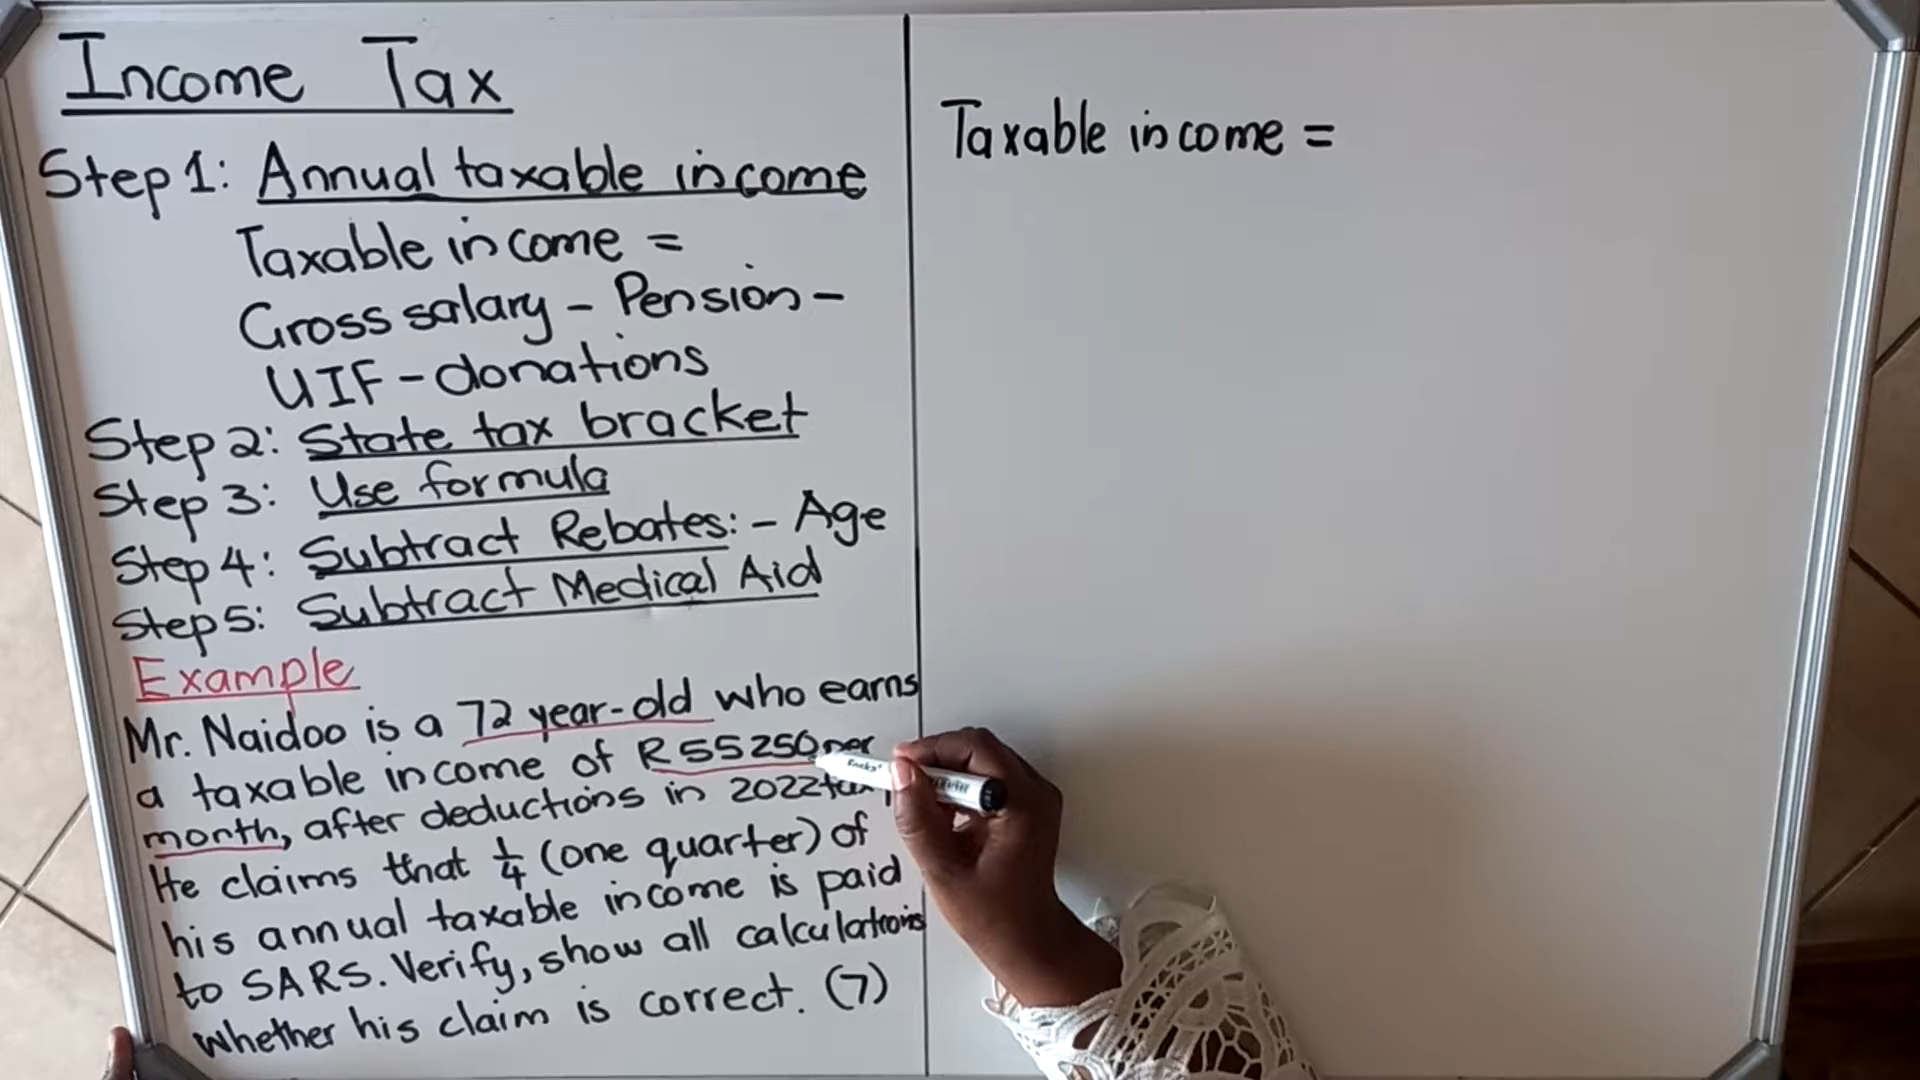 Income Tax
Step 1: Annual taxable income
Taxable income =
Gross salary - Pension -
UIF - donations
Step 2: State tax bracket
Step 3: Use formula
Step 4: Subtract Rebates: - Age
Step 5: Subtract Medical Aid
Example
Mr. Naidoo is a 72 year-old who earns
a taxable income of R55250 per
month, after deductions in 2022 tax
He claims that 1/4 (one quarter) of
his annual taxable income is paid
to SARS. Verify, show all calculations
whether his claim is correct. (7)
Taxable income =